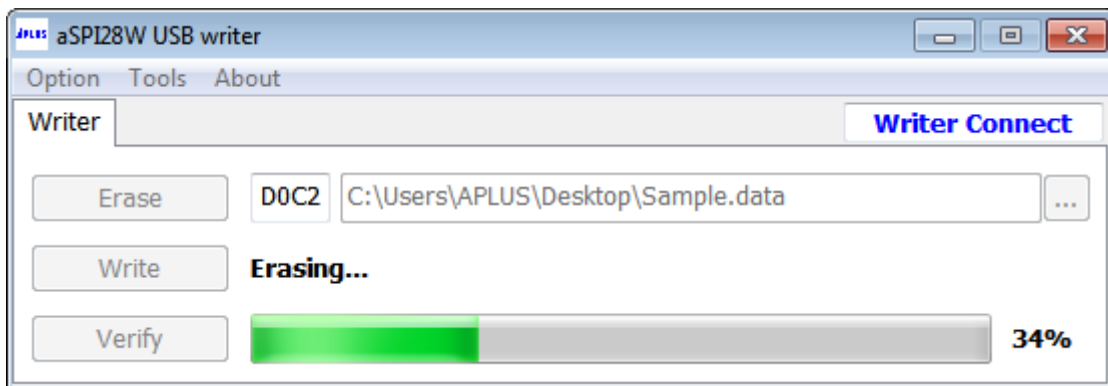 APLUS aSPI28W USB writer
Option Tools About
Writer Writer Connect
Erase D0C2 C:\Users\APLUS\Desktop\Sample.data ...
Write Erasing...
Verify 34%